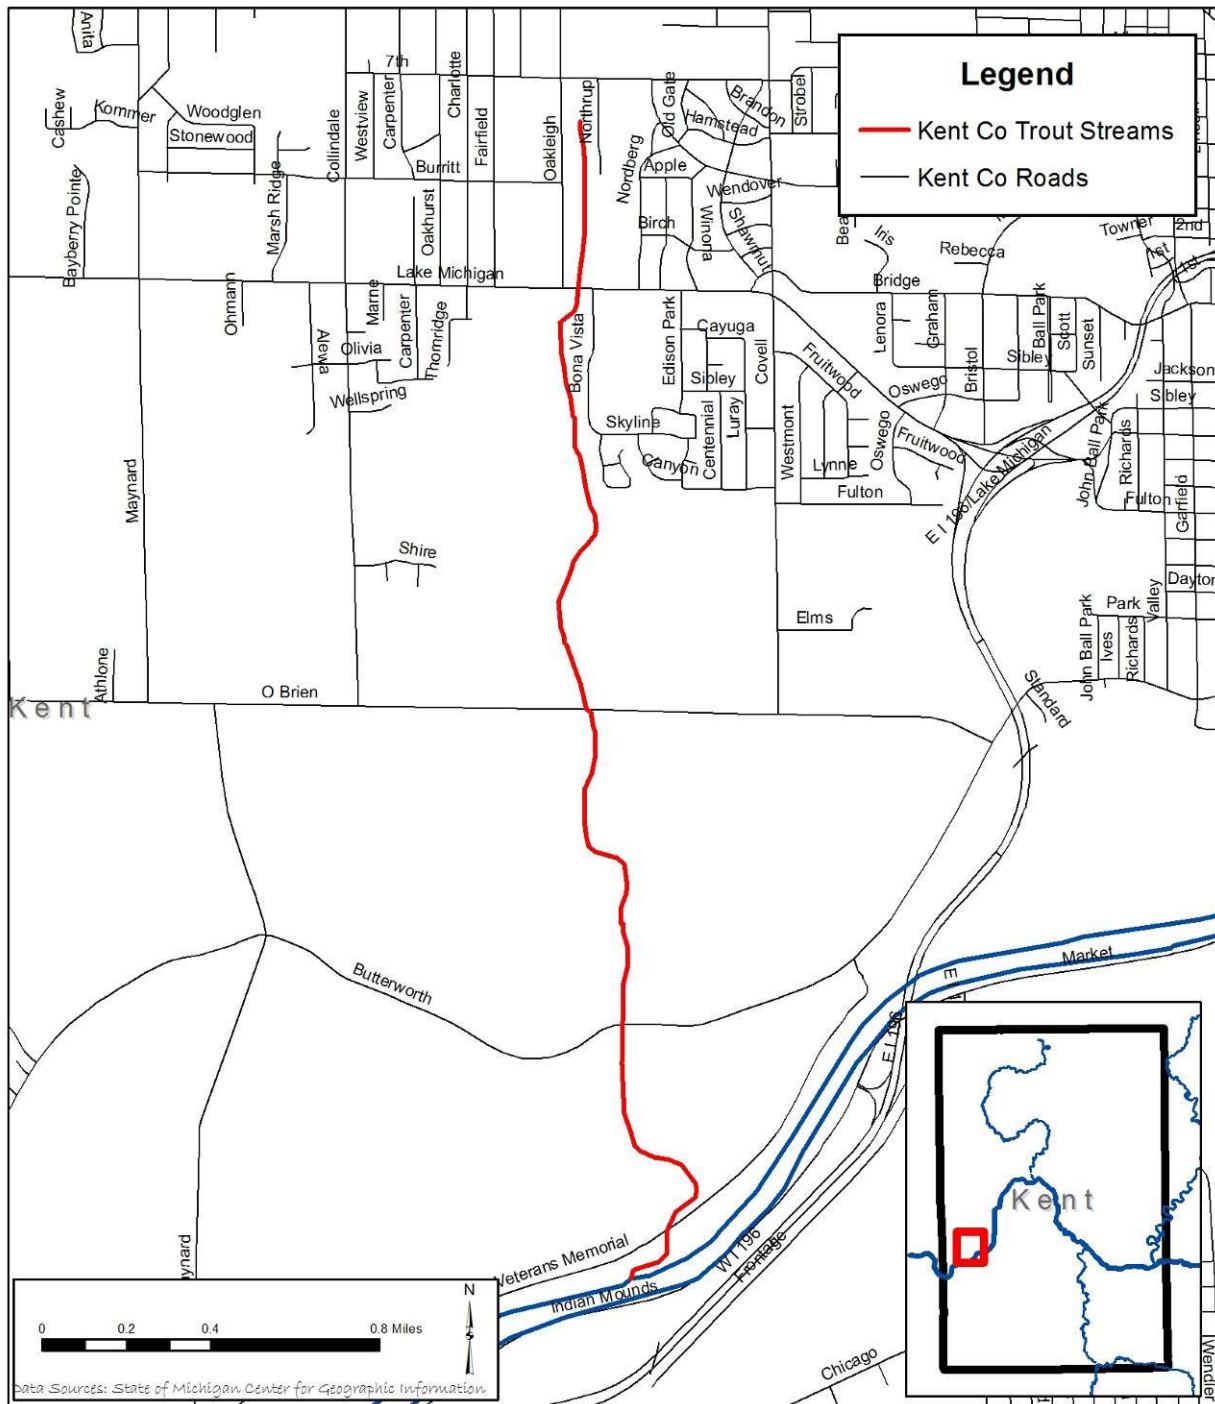 Legend
Kent Co Trout Streams
Kent Co Roads
Anita
7th
Cashew
Kommer
Woodglen
Stonewood
Collindale
Westview
Carpenter
Charlotte
Fairfield
Burritt
Oakleigh
Northrup
Old Gate
Hamstead
Brandon
Strobel
Nordberg
Apple
Wendover
Bayberry Pointe
Marsh Ridge
Oakhurst
Birch
Winona
Shawmut
Iris
Rebecca
Towner
2nd
1st
1st
Lake Michigan
Bridge
Ohmann
Alewa
Marne
Carpenter
Thornridge
Olivia
Wellspring
Bona Vista
Edison Park
Cayuga
Sibley
Covell
Fruitwood
Lenora
Graham
Bristol
Ball Park
Scott
Sunset
Sibley
Jackson
Sibley
Oswego
Skyline
Canyon
Centennial
Luray
Westmont
Lynne
Oswego
Fruitwood
Fulton
E I 196/Lake Michigan
John Ball Park
Richards
Fulton
Garfield
Maynard
Shire
Dayton
Valley
Park
Elms
John Ball Park
Ives
Richards
Athlone
O Brien
Standard
Kent
Butterworth
Market
E I 196
Kent
Veterans Memorial
Indian Mounds
W I 196
Frontage
Chicago
Wendler
N
0 0.2 0.4 0.8 Miles
Data Sources: State of Michigan Center for Geographic Information